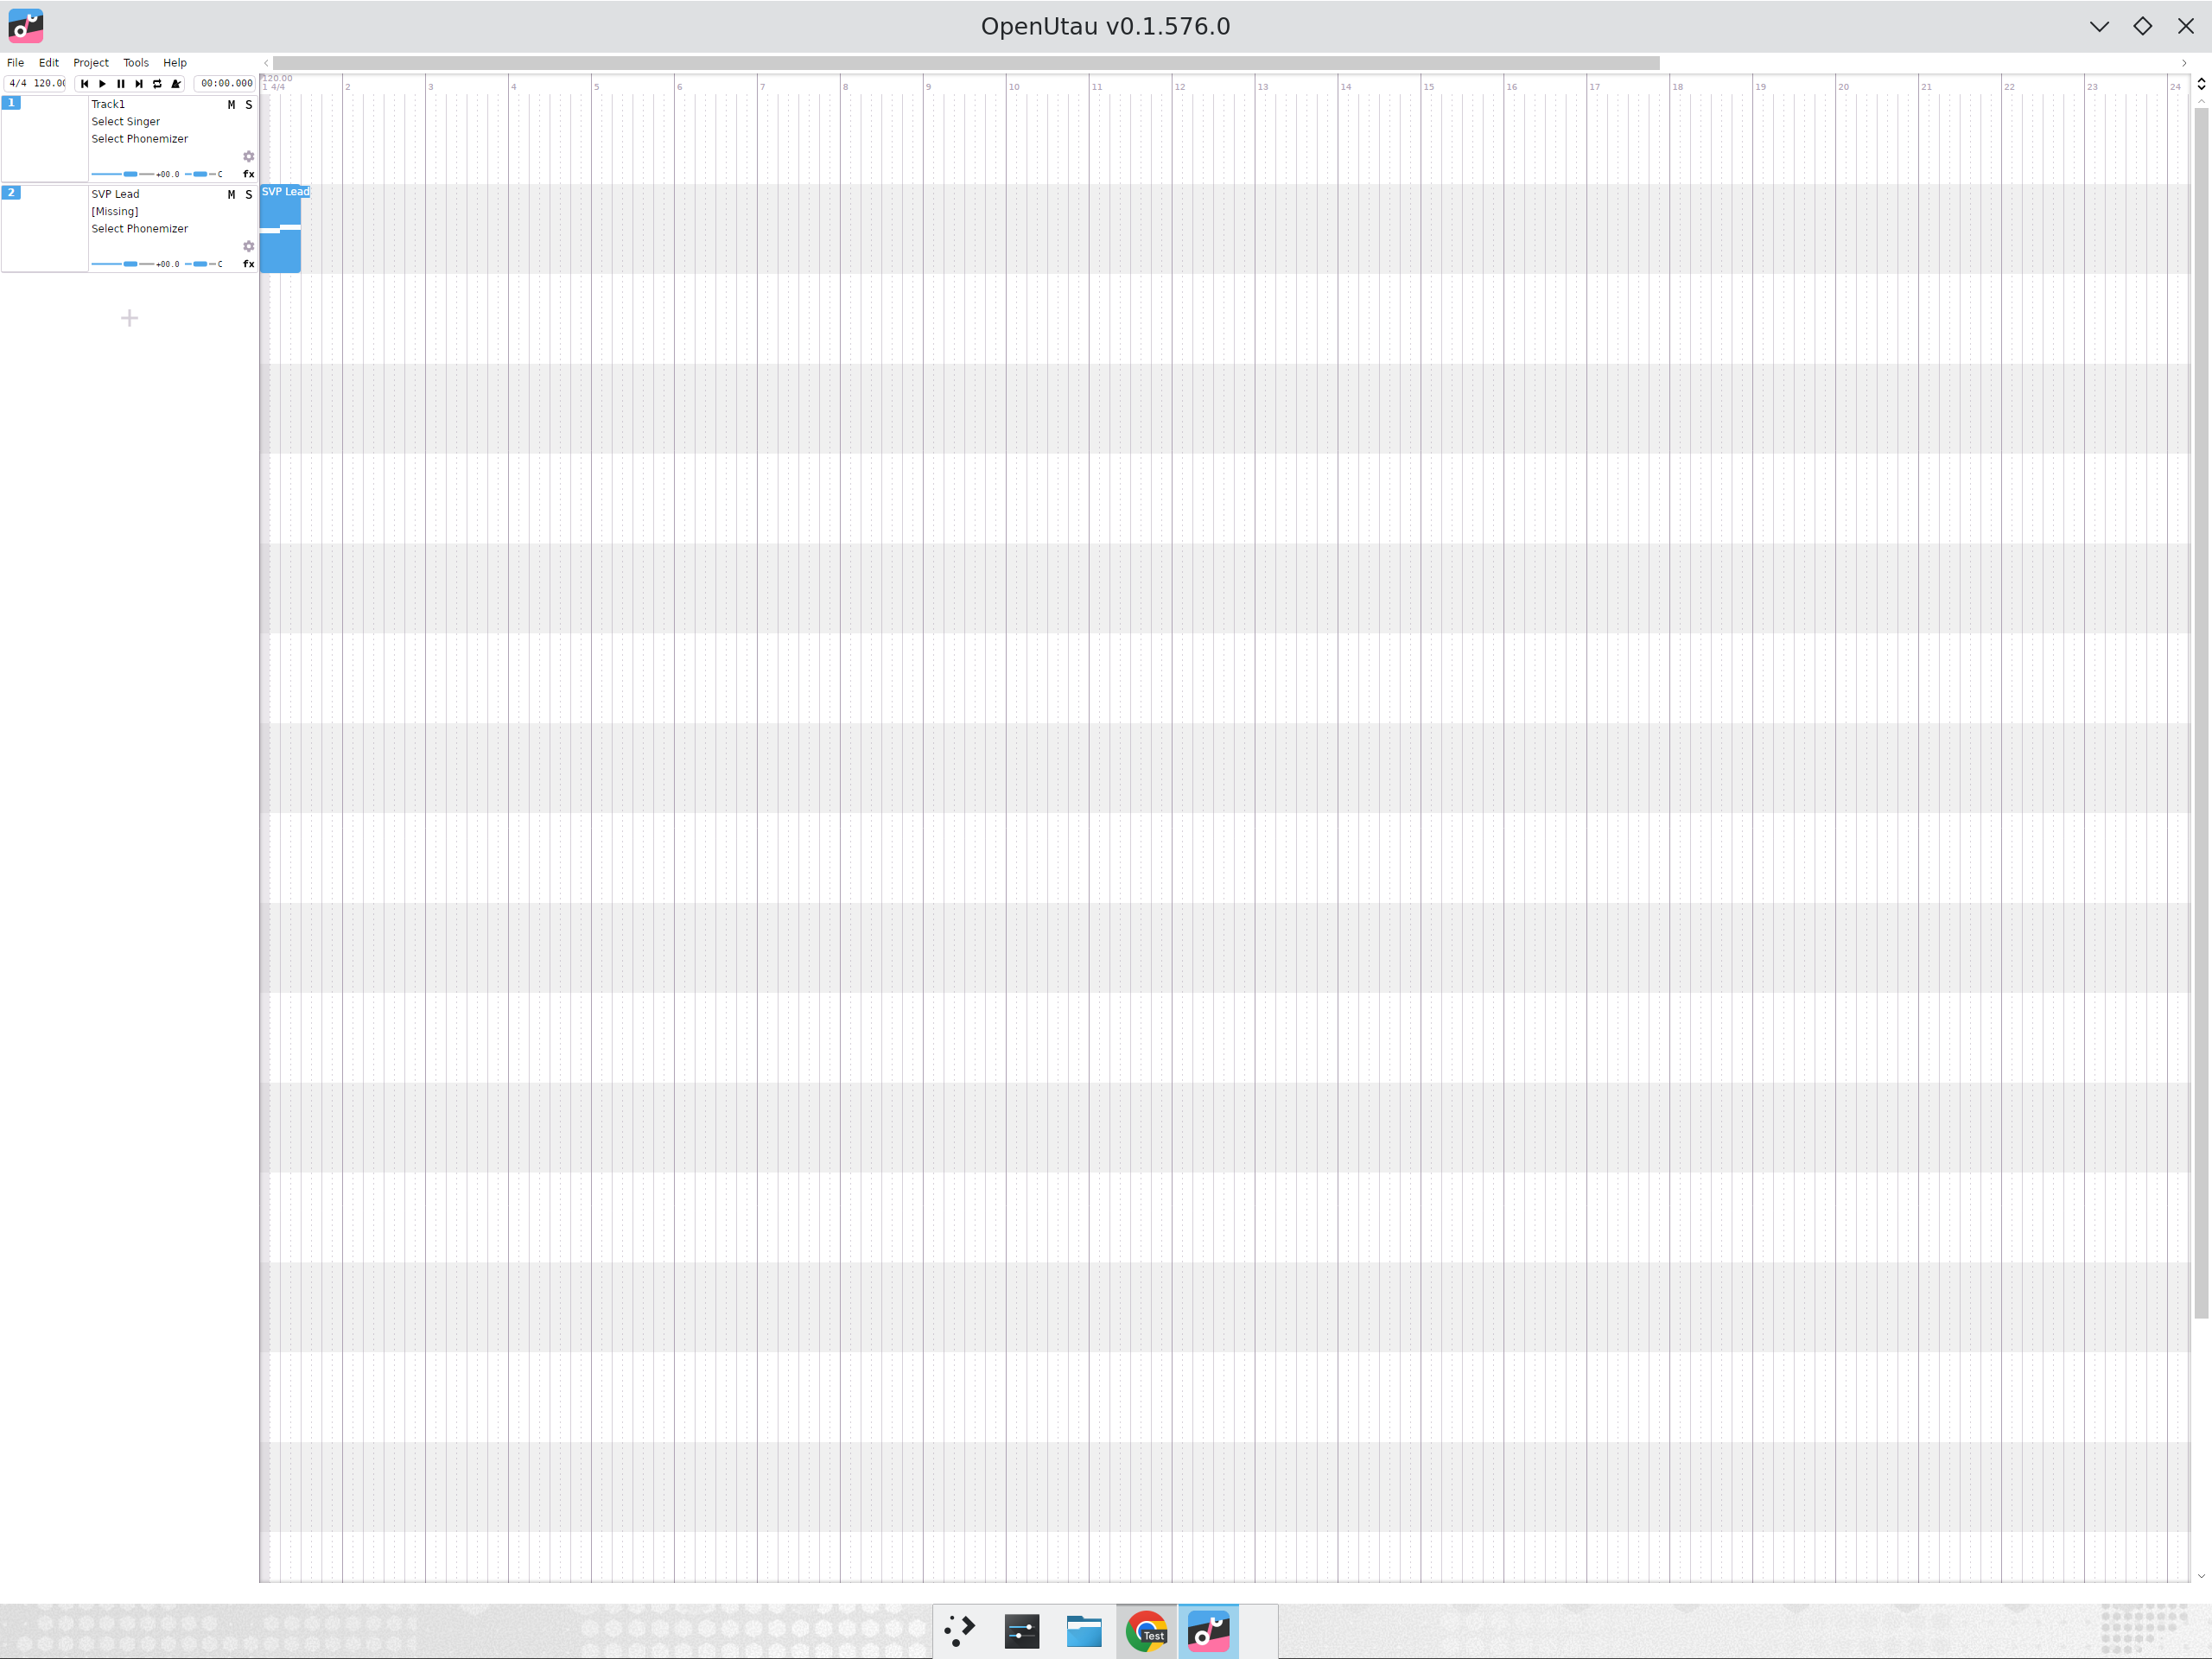 OpenUtau v0.1.576.0
File Edit Project Tools Help
4/4 120.00 00:00.000
120.00
1 4/4 2 3 4 5 6 7 8 9 10 11 12 13 14 15 16 17 18 19 20 21 22 23 24
1 Track1 M S
Select Singer
Select Phonemizer
+00.0 C fx
2 SVP Lead M S
[Missing]
Select Phonemizer
+00.0 C fx
SVP Lead
Test